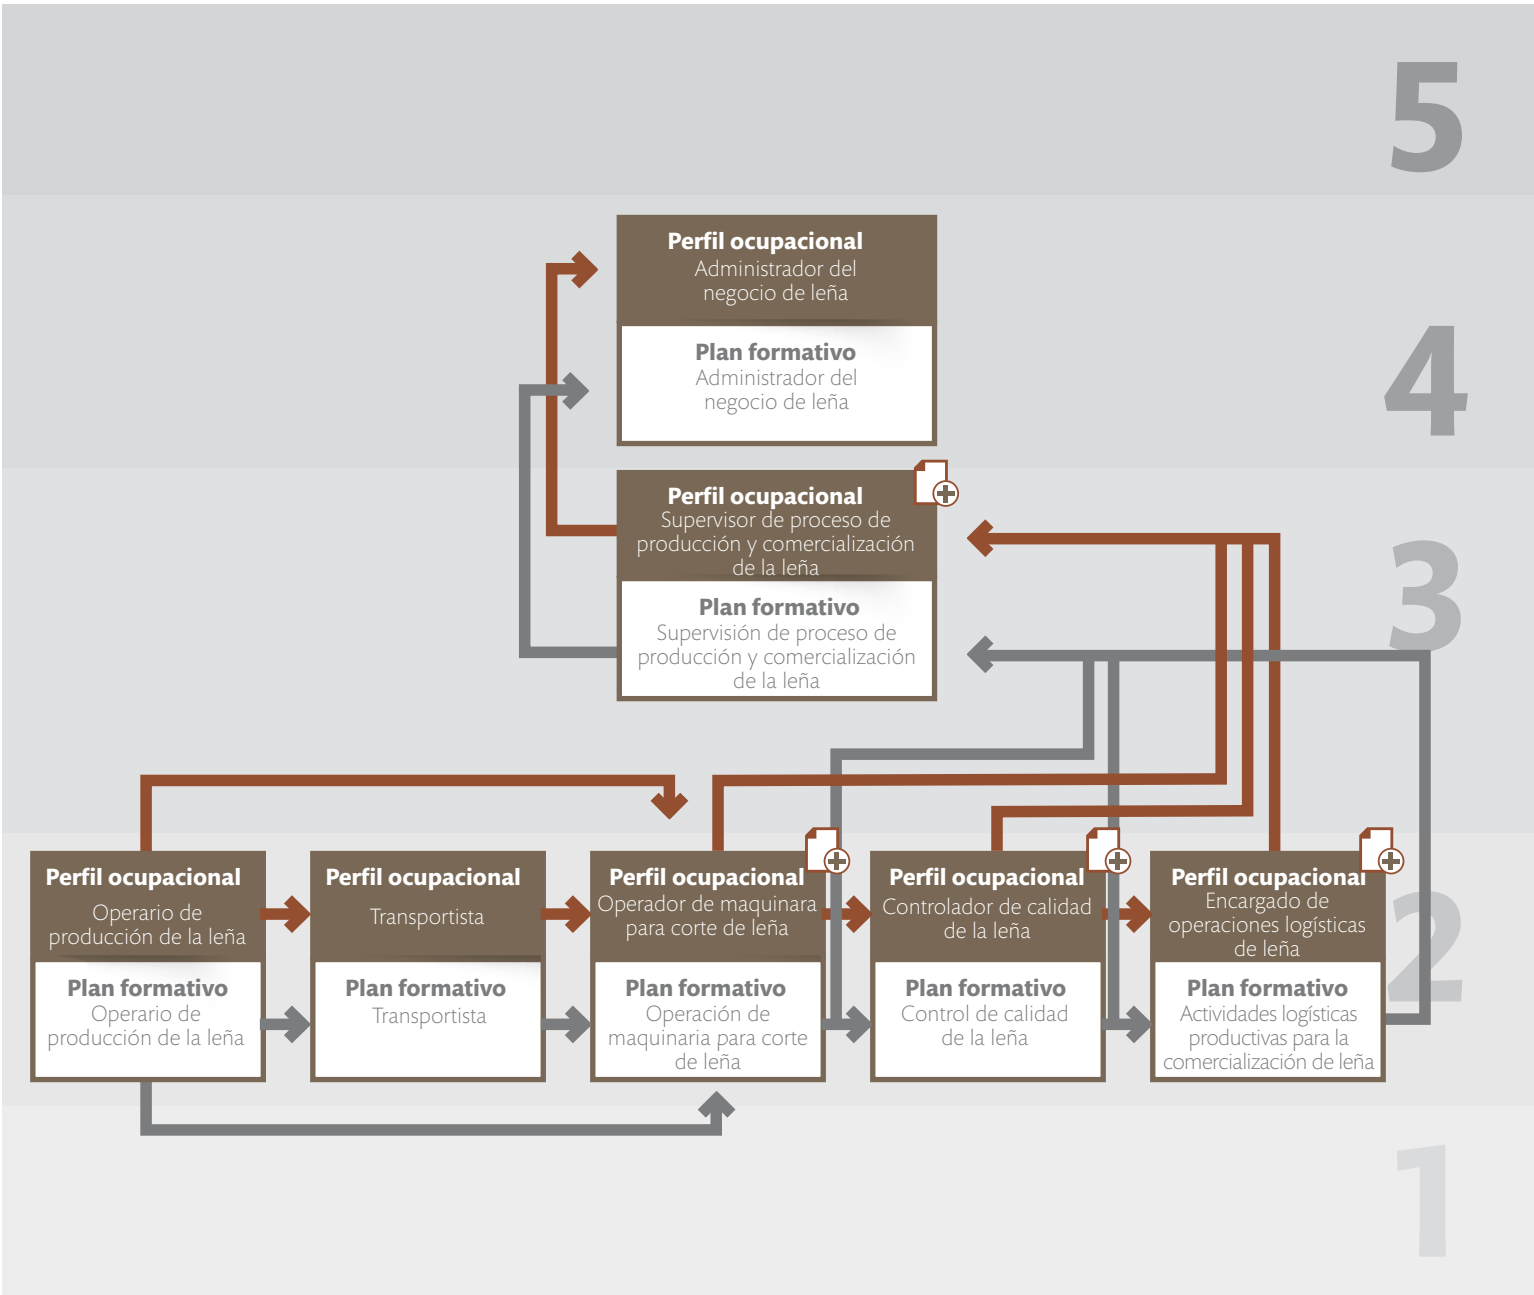 5
Perfil ocupacional
Administrador del
negocio de leña
Plan formativo
Administrador del
negocio de leña
4
Perfil ocupacional
Supervisor de proceso de
producción y comercialización
de la leña
Plan formativo
Supervisión de proceso de
producción y comercialización
de la leña
3
Perfil ocupacional
Operario de
producción de la leña
Plan formativo
Operario de
producción de la leña
Perfil ocupacional
Transportista
Plan formativo
Transportista
Perfil ocupacional
Operador de maquinara
para corte de leña
Plan formativo
Operación de
maquinaria para corte
de leña
Perfil ocupacional
Controlador de calidad
de la leña
Plan formativo
Control de calidad
de la leña
Perfil ocupacional
Encargado de
operaciones logísticas
de leña
Plan formativo
Actividades logísticas
productivas para la
comercialización de leña
2
1